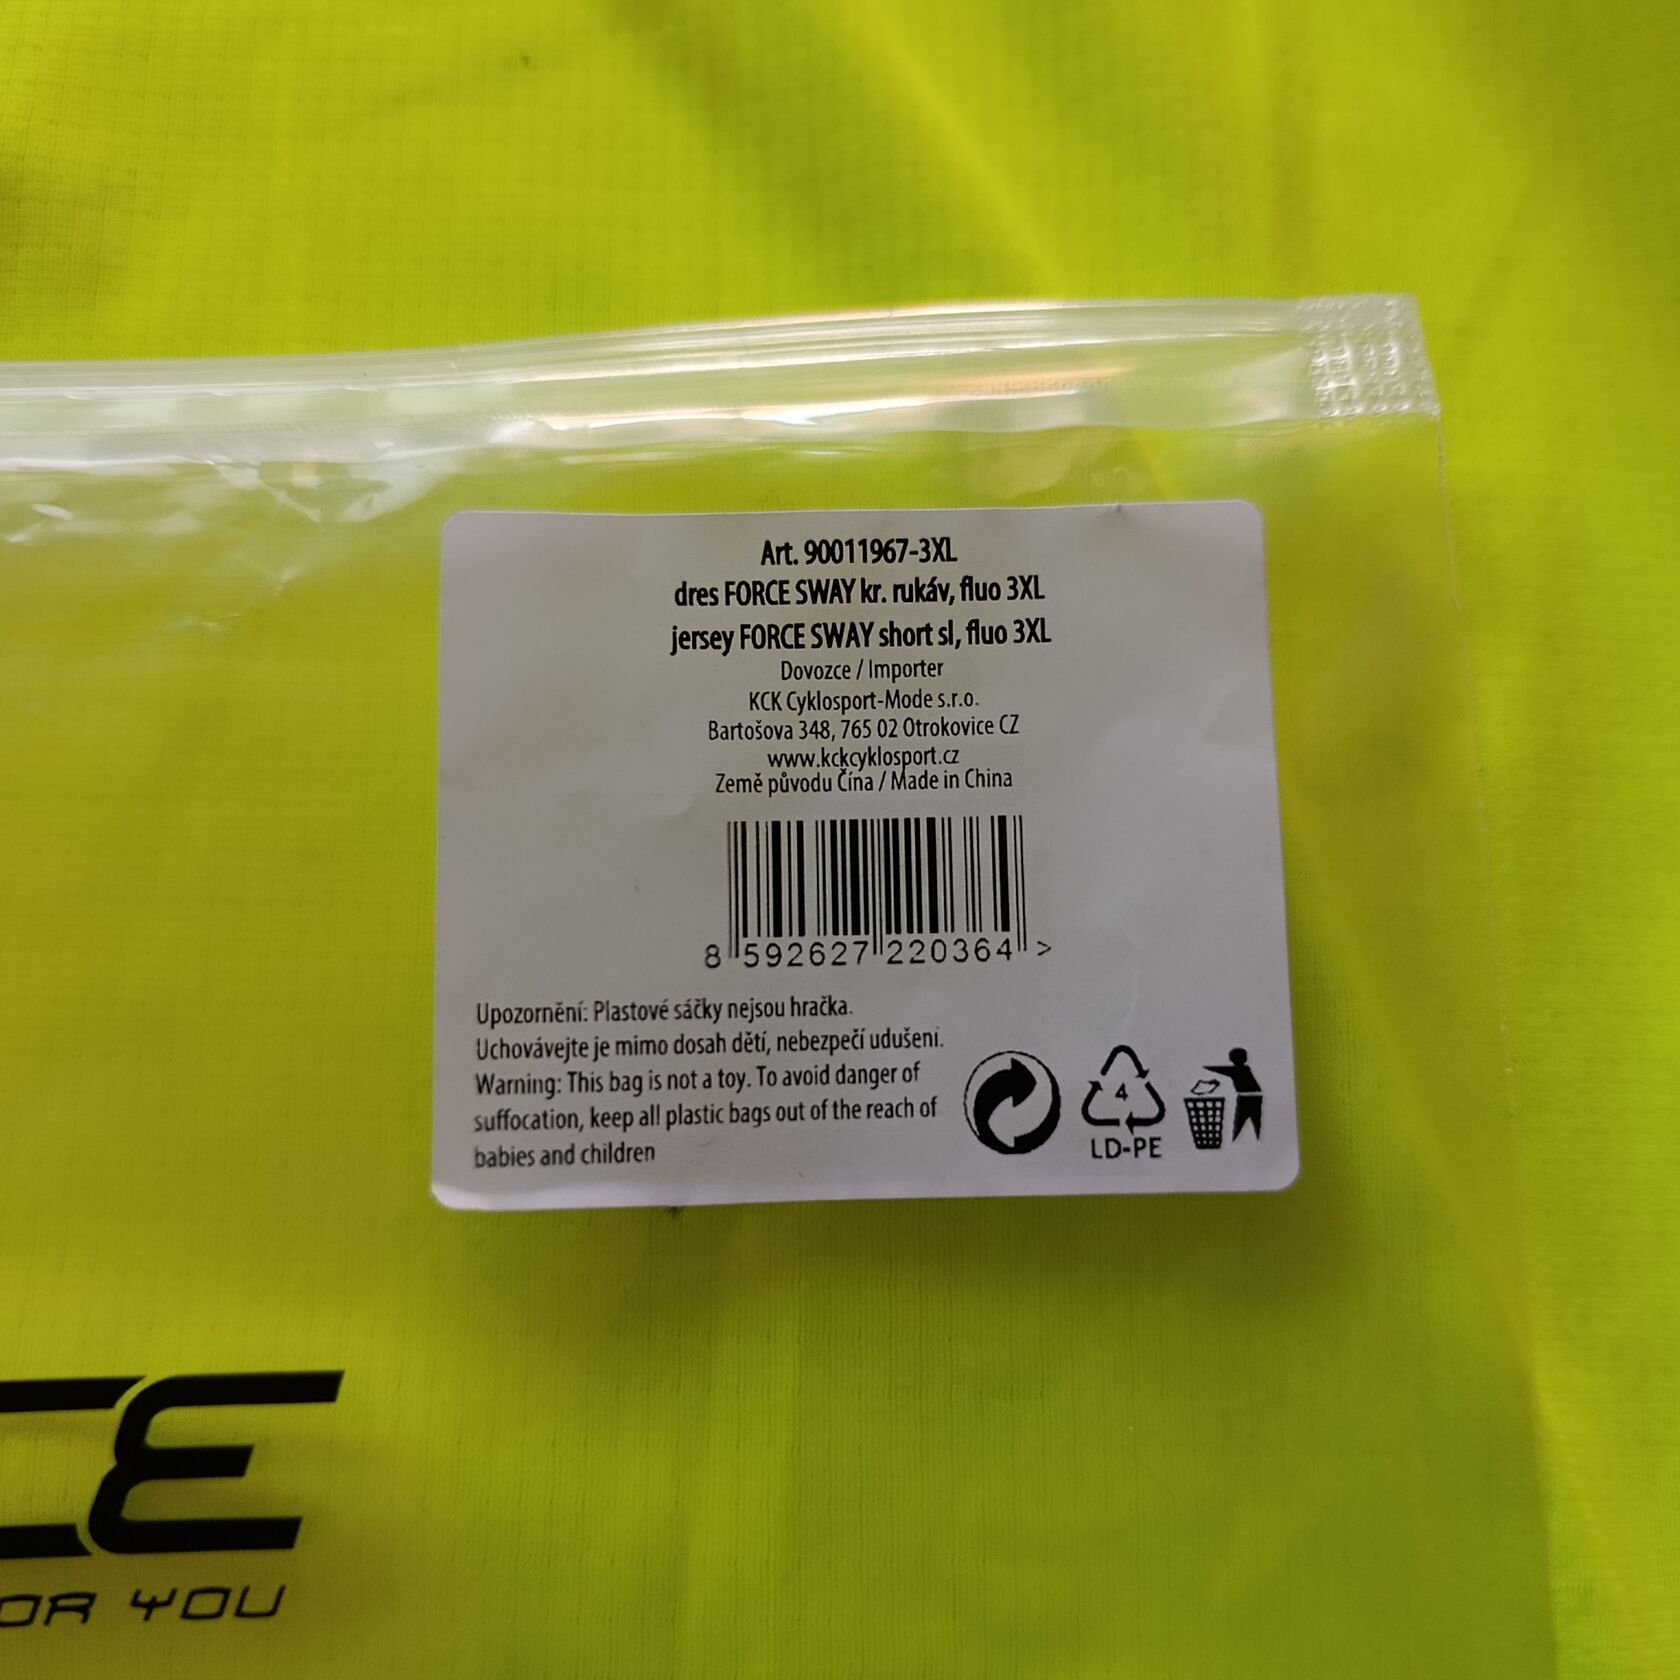 Art. 90011967-3XL
dres FORCE SWAY kr. rukáv, fluo 3XL
jersey FORCE SWAY short sl, fluo 3XL
Dovozce / Importer
KCK Cyklosport-Mode s.r.o.
Bartošova 348, 765 02 Otrokovice CZ
www.kckcyklosport.cz
Země původu Čína / Made in China
8 592627 220364 >
Upozornění: Plastové sáčky nejsou hračka.
Uchovávejte je mimo dosah dětí, nebezpečí udušení.
Warning: This bag is not a toy. To avoid danger of
suffocation, keep all plastic bags out of the reach of
babies and children
4
LD-PE
CE
OR YOU